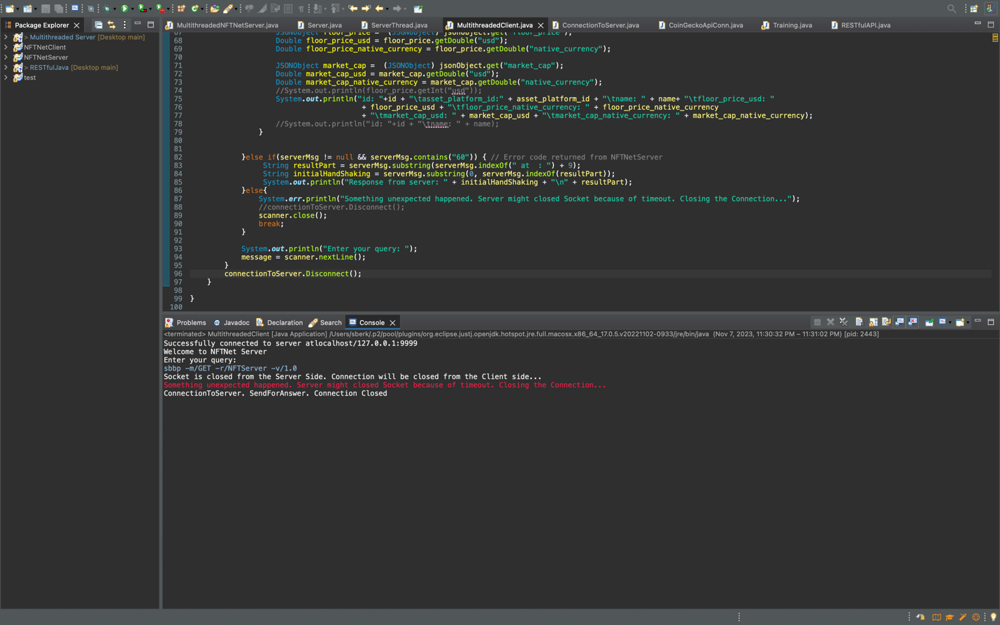 Package Explorer
> Multithreaded Server [Desktop main]
NFTNetClient
NFTNetServer
> RESTfulJava [Desktop main]
test
MultithreadedNFTNetServer.java
Server.java
ServerThread.java
MultithreadedClient.java
ConnectionToServer.java
CoinGeckoApiConn.java
Training.java
RESTfulAPI.java
67 JSONObject floor_price = (JSONObject) jsonObject.get("floor_price");
68 Double floor_price_usd = floor_price.getDouble("usd");
69 Double floor_price_native_currency = floor_price.getDouble("native_currency");
70
71 JSONObject market_cap =  (JSONObject) jsonObject.get("market_cap");
72 Double market_cap_usd = market_cap.getDouble("usd");
73 Double market_cap_native_currency = market_cap.getDouble("native_currency");
74 //System.out.println(floor_price.getInt("usd"));
75 System.out.println("id: "+id + "\tasset_platform_id:" + asset_platform_id + "\tname: " + name+ "\tfloor_price_usd: "
76 + floor_price_usd + "\tfloor_price_native_currency: " + floor_price_native_currency
77 + "\tmarket_cap_usd: " + market_cap_usd + "\tmarket_cap_native_currency: " + market_cap_native_currency);
78 //System.out.println("id: "+id + "\tname: " + name);
79 }
80
81
82 }else if(serverMsg != null && serverMsg.contains("60")) { // Error code returned from NFTNetServer
83 String resultPart = serverMsg.substring(serverMsg.indexOf(" at  : ") + 9);
84 String initialHandShaking = serverMsg.substring(0, serverMsg.indexOf(resultPart));
85 System.out.println("Response from server: " + initialHandShaking + "\n" + resultPart);
86 }else{
87 System.err.println("Something unexpected happened. Server might closed Socket because of timeout. Closing the Connection...");
88 //connectionToServer.Disconnect();
89 scanner.close();
90 break;
91 }
92
93 System.out.println("Enter your query: ");
94 message = scanner.nextLine();
95 }
96 connectionToServer.Disconnect();
97 }
98
99 }
100
Problems
@ Javadoc
Declaration
Search
Console
<terminated> MultithreadedClient [Java Application] /Users/sberk/.p2/pool/plugins/org.eclipse.justj.openjdk.hotspot.jre.full.macosx.x86_64_17.0.5.v20221102-0933/jre/bin/java  (Nov 7, 2023, 11:30:32 PM – 11:31:02 PM) [pid: 2443]
Successfully connected to server atlocalhost/127.0.0.1:9999
Welcome to NFTNet Server
Enter your query:
sbbp -m/GET -r/NFTServer -v/1.0
Socket is closed from the Server Side. Connection will be closed from the Client side...
Something unexpected happened. Server might closed Socket because of timeout. Closing the Connection...
ConnectionToServer. SendForAnswer. Connection Closed